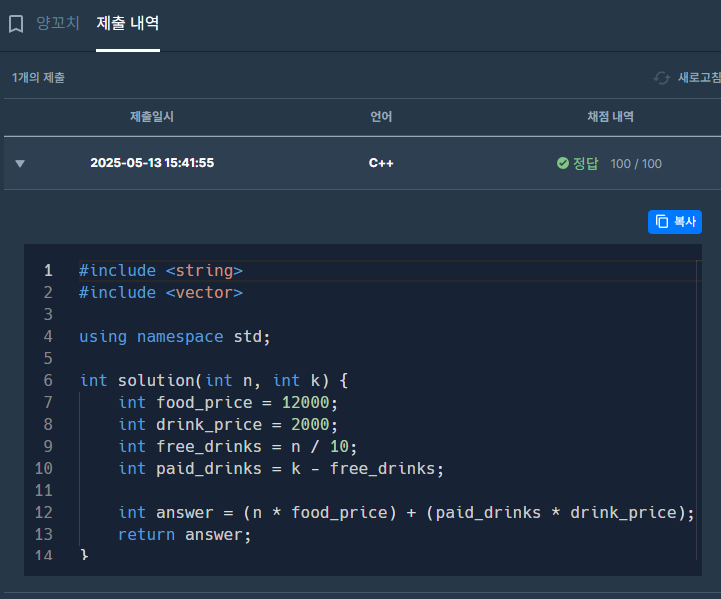 양꼬치 제출 내역
1개의 제출 새로고침
제출일시 언어 채점 내역
2025-05-13 15:41:55 C++ 정답 100 / 100
복사
1 #include <string>
2 #include <vector>
3
4 using namespace std;
5
6 int solution(int n, int k) {
7     int food_price = 12000;
8     int drink_price = 2000;
9     int free_drinks = n / 10;
10     int paid_drinks = k - free_drinks;
11
12     int answer = (n * food_price) + (paid_drinks * drink_price);
13     return answer;
14 }